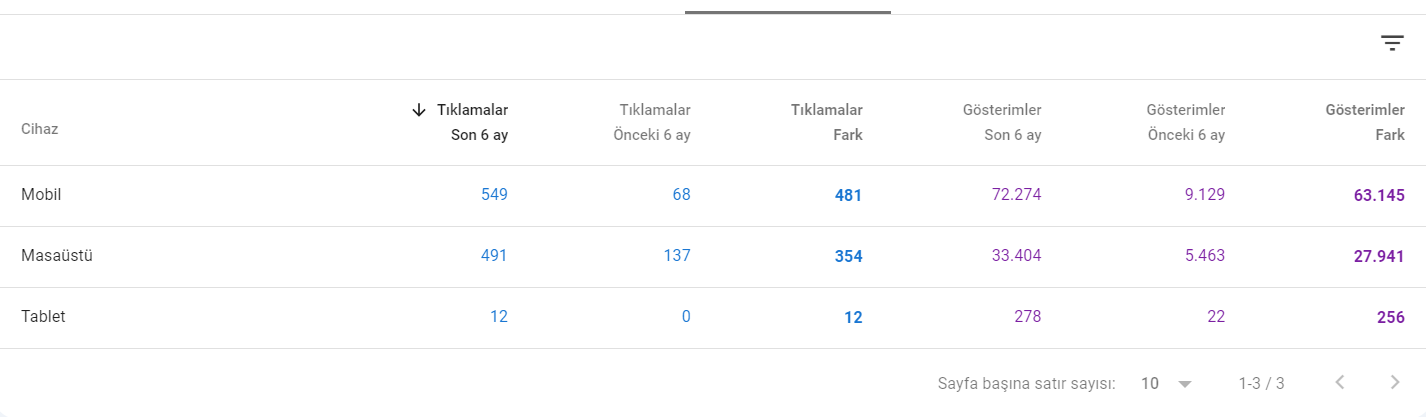 Cihaz
Tıklamalar Son 6 ay
Tıklamalar Önceki 6 ay
Tıklamalar Fark
Gösterimler Son 6 ay
Gösterimler Önceki 6 ay
Gösterimler Fark
Mobil 549 68 481 72.274 9.129 63.145
Masaüstü 491 137 354 33.404 5.463 27.941
Tablet 12 0 12 278 22 256
Sayfa başına satır sayısı: 10 1-3 / 3